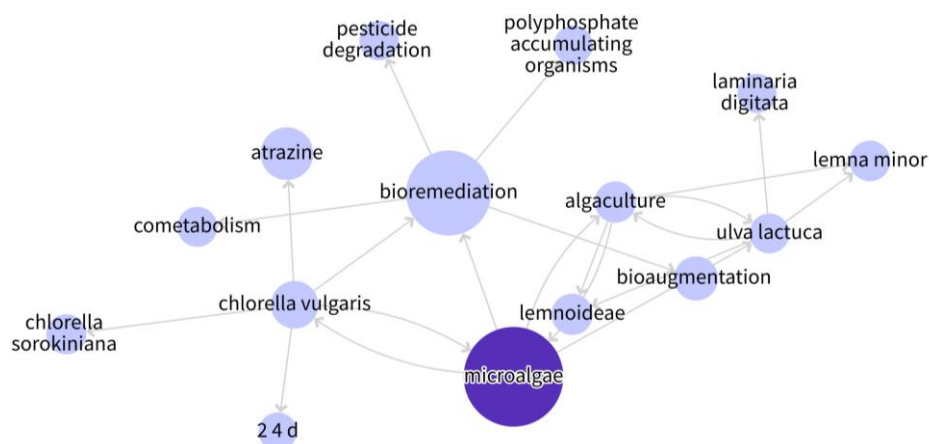 pesticide
degradation
polyphosphate
accumulating
organisms
laminaria
digitata
atrazine
lemna minor
bioremediation
algaculture
cometabolism
ulva lactuca
bioaugmentation
chlorella vulgaris
lemnoideae
chlorella
sorokiniana
microalgae
2 4 d